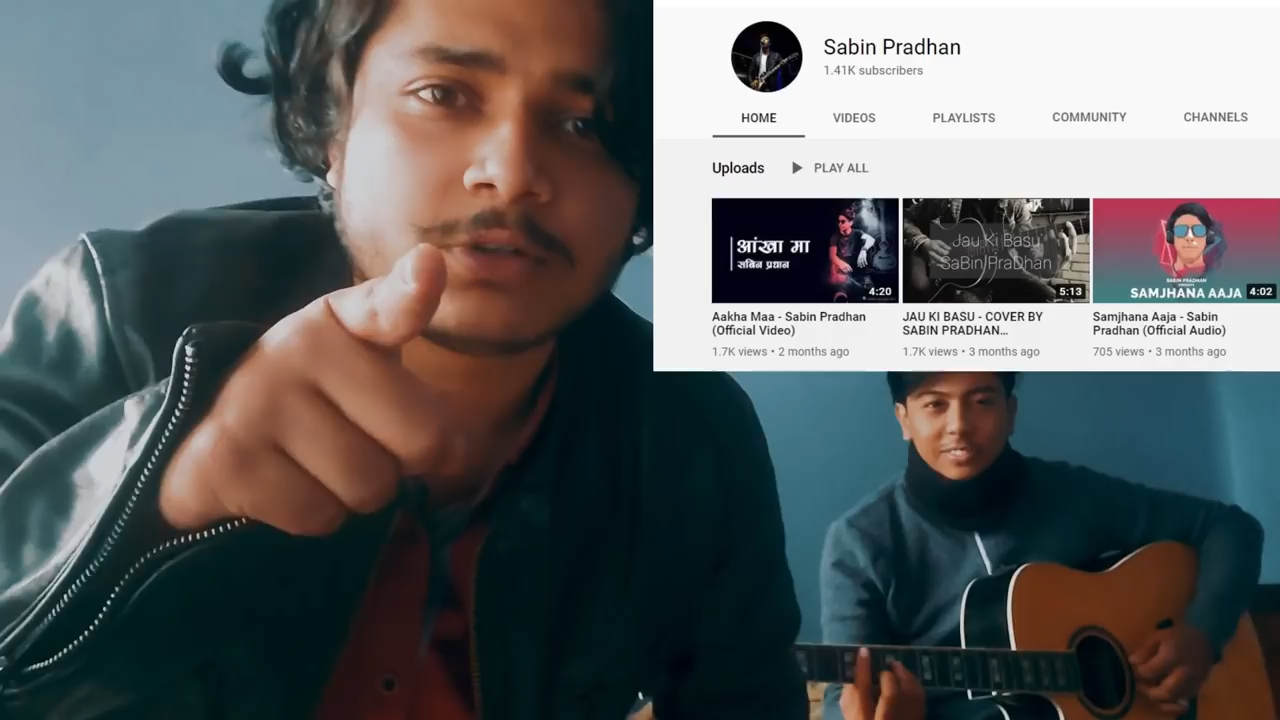 Sabin Pradhan
1.41K subscribers
HOME VIDEOS PLAYLISTS COMMUNITY CHANNELS
Uploads PLAY ALL
आंखा मा
सबिन प्रधान
4:20
Jau Ki Basu
SaBin PraDhan
5:13
SABIN PRADHAN
SAMJHANA AAJA
4:02
Aakha Maa - Sabin Pradhan
(Official Video)
1.7K views • 2 months ago
JAU KI BASU - COVER BY
SABIN PRADHAN...
1.7K views • 3 months ago
Samjhana Aaja - Sabin
Pradhan (Official Audio)
705 views • 3 months ago